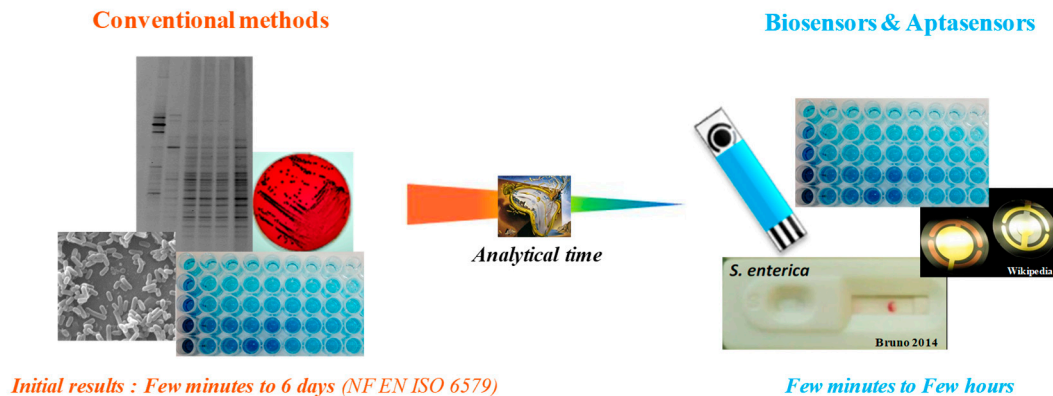 Conventional methods
Biosensors & Aptasensors
Analytical time
S. enterica
Wikipedia
Bruno 2014
Initial results : Few minutes to 6 days (NF EN ISO 6579)
Few minutes to Few hours